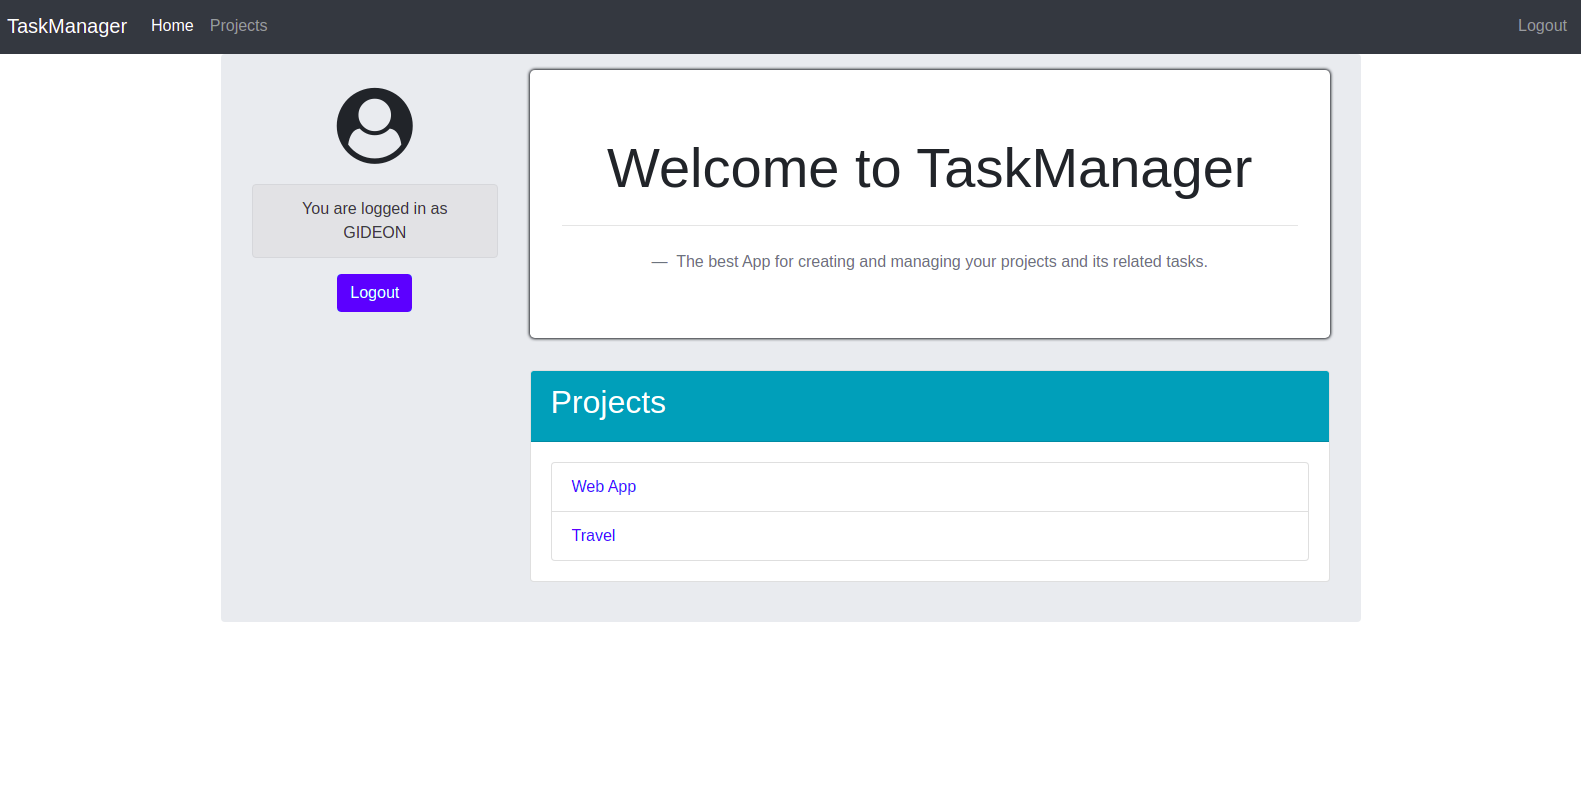 TaskManager Home Projects Logout
You are logged in as
GIDEON
Logout
Welcome to TaskManager
— The best App for creating and managing your projects and its related tasks.
Projects
Web App
Travel